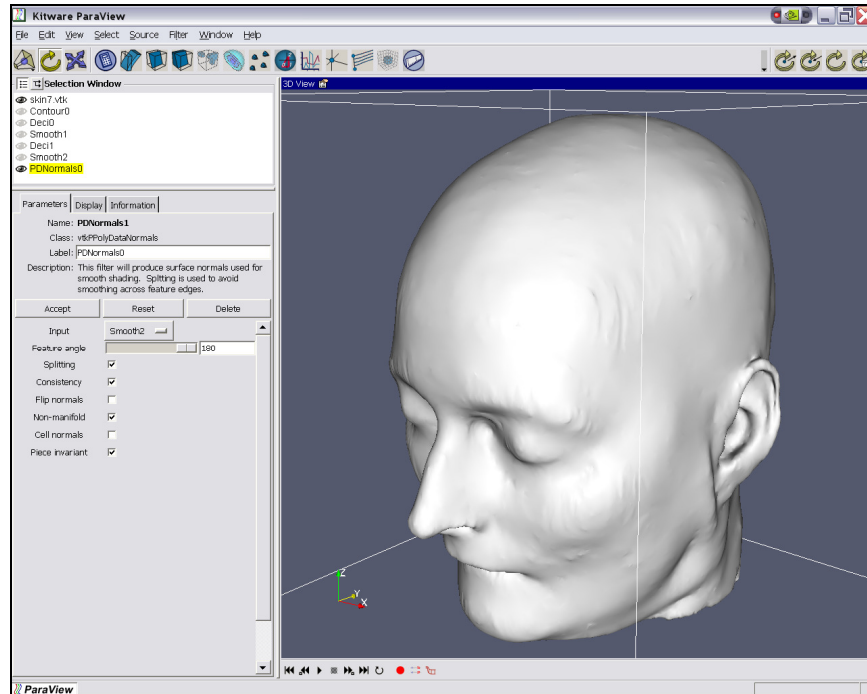 Kitware ParaView
File Edit View Select Source Filter Window Help
Selection Window
3D View
skin7.vtk
Contour0
Deci0
Smooth1
Deci1
Smooth2
PDNormals0
Parameters Display Information
Name: PDNormals1
Class: vtkPPolyDataNormals
Label: PDNormals0
Description: This filter will produce surface normals used for
smooth shading. Splitting is used to avoid
smoothing across feature edges.
Accept Reset Delete
Input Smooth2
Feature angle 180
Splitting
Consistency
Flip normals
Non-manifold
Cell normals
Piece invariant
Z
Y
X
ParaView